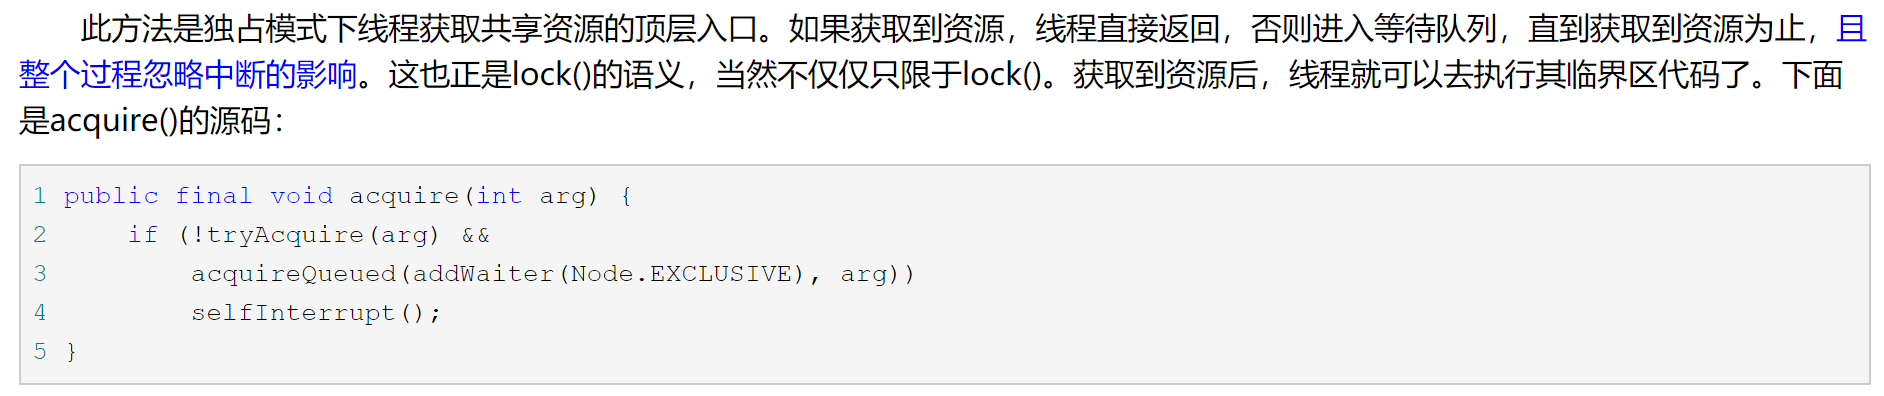 此方法是独占模式下线程获取共享资源的顶层入口。如果获取到资源，线程直接返回，否则进入等待队列，直到获取到资源为止，且
整个过程忽略中断的影响。这也正是lock()的语义，当然不仅仅只限于lock()。获取到资源后，线程就可以去执行其临界区代码了。下面
是acquire()的源码：
1 public final void acquire(int arg) {
2     if (!tryAcquire(arg) &&
3         acquireQueued(addWaiter(Node.EXCLUSIVE), arg))
4         selfInterrupt();
5 }